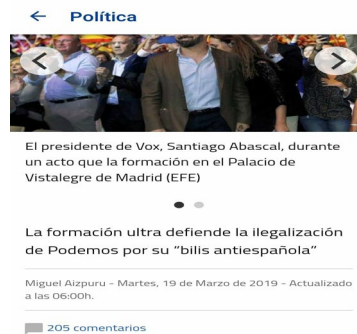 Política
El presidente de Vox, Santiago Abascal, durante
un acto que la formación en el Palacio de
Vistalegre de Madrid (EFE)
La formación ultra defiende la ilegalización
de Podemos por su “bilis antiespañola”
Miguel Aizpuru - Martes, 19 de Marzo de 2019 - Actualizado
a las 06:00h.
205 comentarios